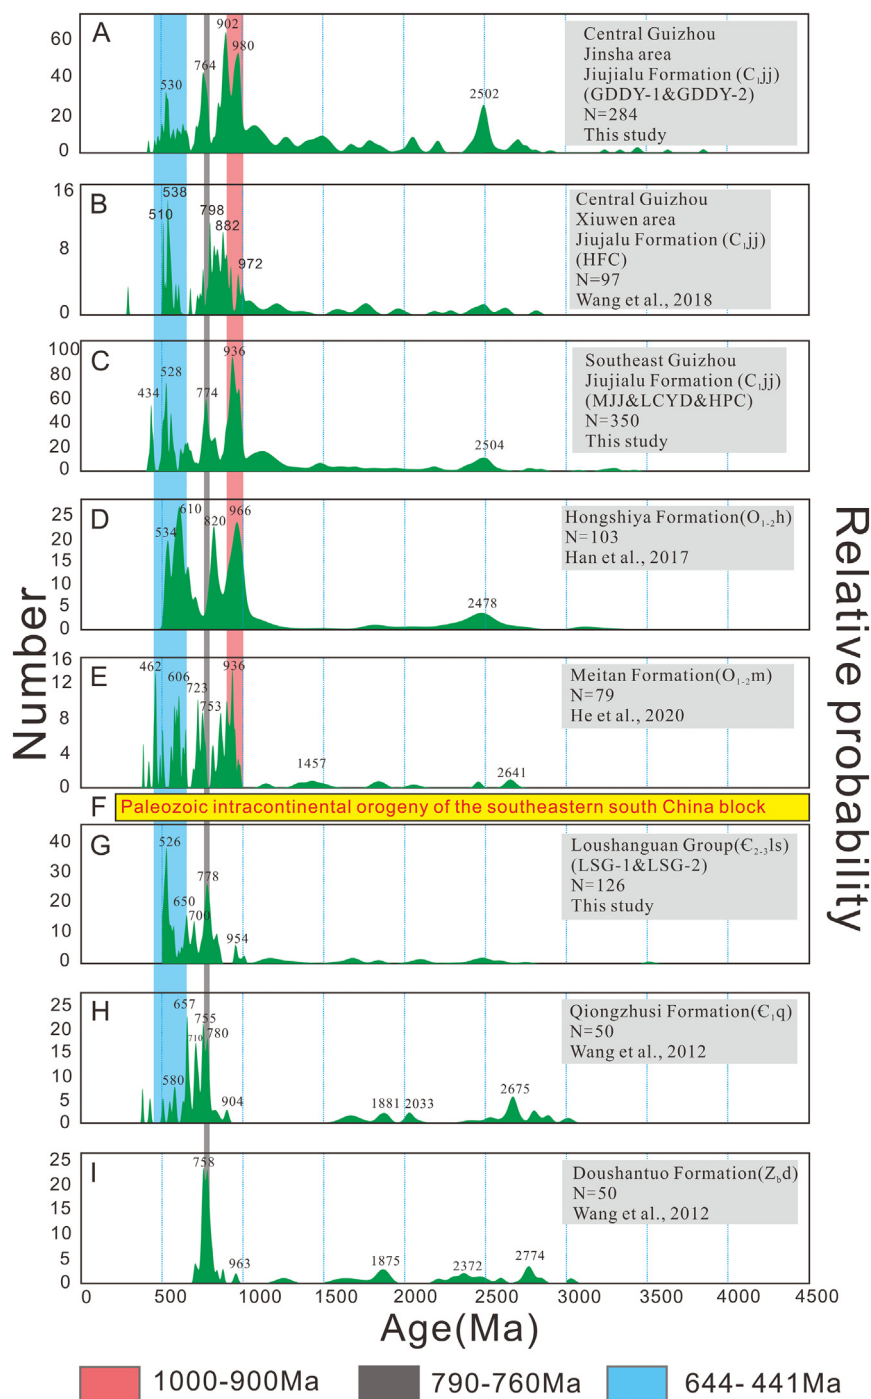 A
60
40
20
0
530
764
902
980
2502
Central Guizhou
Jinsha area
Jiujialu Formation (C₁jj)
(GDDY-1&GDDY-2)
N=284
This study
B
16
8
0
510
538
798
882
972
Central Guizhou
Xiuwen area
Jiujalu Formation (C₁jj)
(HFC)
N=97
Wang et al., 2018
C
100
80
60
40
20
0
434
528
774
936
2504
Southeast Guizhou
Jiujialu Formation (C₁jj)
(MJJ&LCYD&HPC)
N=350
This study
D
25
20
15
10
5
0
534
610
820
966
2478
Hongshiya Formation(O₁₋₂h)
N=103
Han et al., 2017
E
16
12
8
4
0
462
606
723
753
936
1457
2641
Meitan Formation(O₁₋₂m)
N=79
He et al., 2020
F
Paleozoic intracontinental orogeny of the southeastern south China block
G
40
30
20
10
0
526
650
700
778
954
Loushanguan Group(Є₂₋₃ls)
(LSG-1&LSG-2)
N=126
This study
H
25
20
15
10
5
0
657
755
710
780
580
904
1881
2033
2675
Qiongzhusi Formation(Є₁q)
N=50
Wang et al., 2012
I
25
20
15
10
5
0
758
963
1875
2372
2774
Doushantuo Formation(Z_bd)
N=50
Wang et al., 2012
0 500 1000 1500 2000 2500 3000 3500 4000 4500
Age(Ma)
Number
Relative probability
1000-900Ma
790-760Ma
644- 441Ma